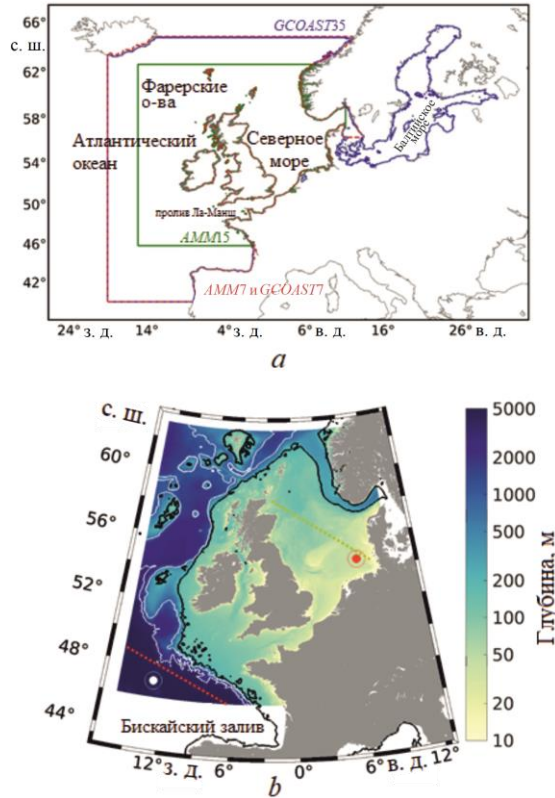 66°
с. ш.
62°
58°
54°
50°
46°
42°
GCOAST35
Фарерские
о-ва
Атлантический
океан
Северное
море
Балтийское
море
пролив Ла-Манш
AMM15
AMM7 и GCOAST7
24° з. д. 14° 4° з. д. 6° в. д. 16° 26° в. д.
a
с. ш.
60°
56°
52°
48°
44°
Бискайский залив
12° з. д. 6° 0° 6° в. д. 12°
b
5000
2000
1000
500
200
100
50
20
10
Глубина, м